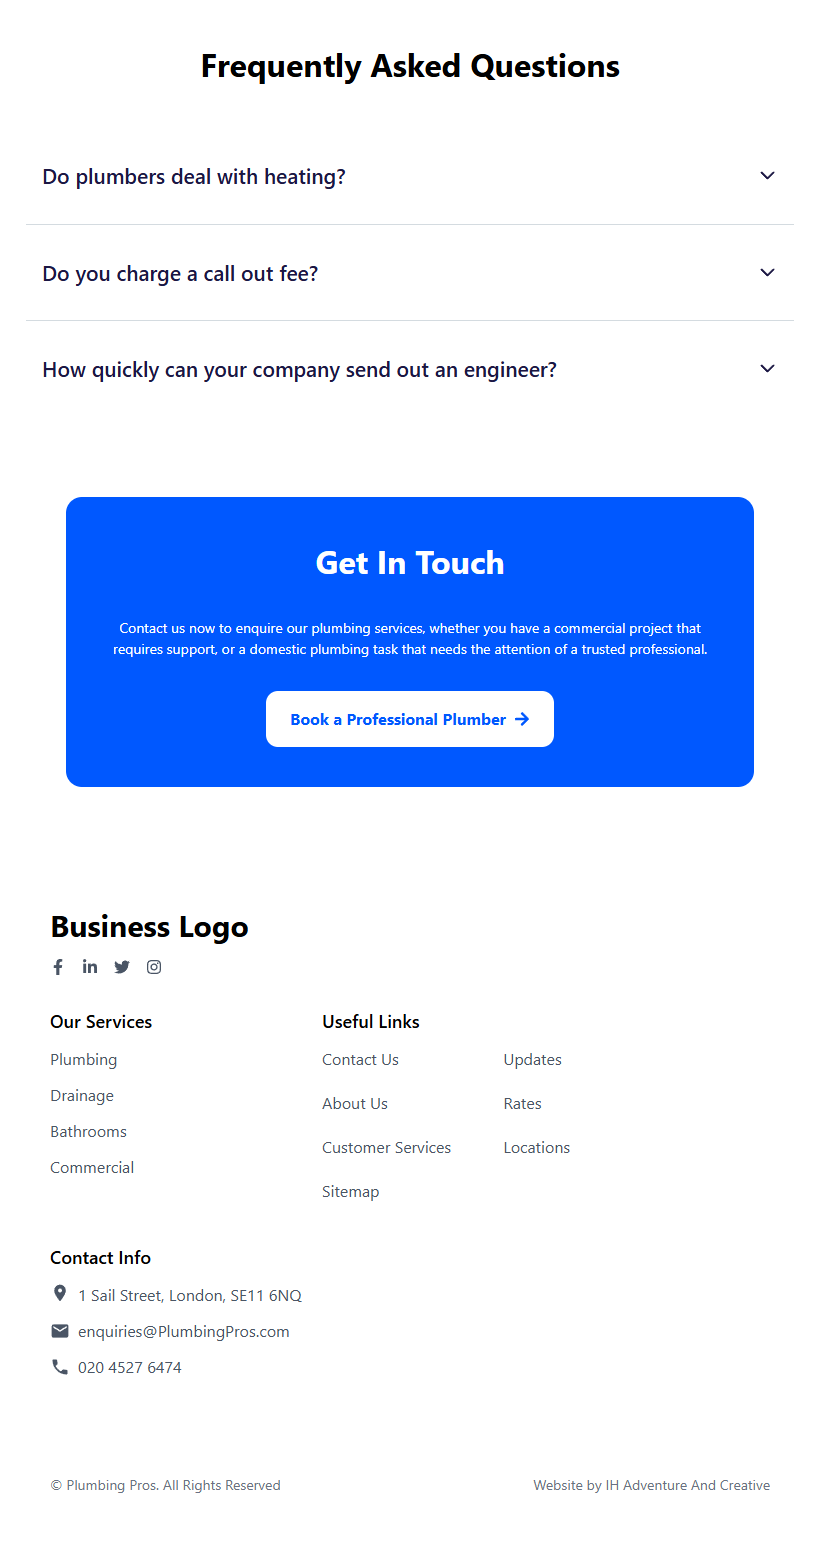 Frequently Asked Questions
Do plumbers deal with heating?
Do you charge a call out fee?
How quickly can your company send out an engineer?
Get In Touch
Contact us now to enquire our plumbing services, whether you have a commercial project that
requires support, or a domestic plumbing task that needs the attention of a trusted professional.
Book a Professional Plumber
Business Logo
Our Services
Plumbing
Drainage
Bathrooms
Commercial
Useful Links
Contact Us
About Us
Customer Services
Sitemap
Updates
Rates
Locations
Contact Info
1 Sail Street, London, SE11 6NQ
enquiries@PlumbingPros.com
020 4527 6474
© Plumbing Pros. All Rights Reserved
Website by IH Adventure And Creative